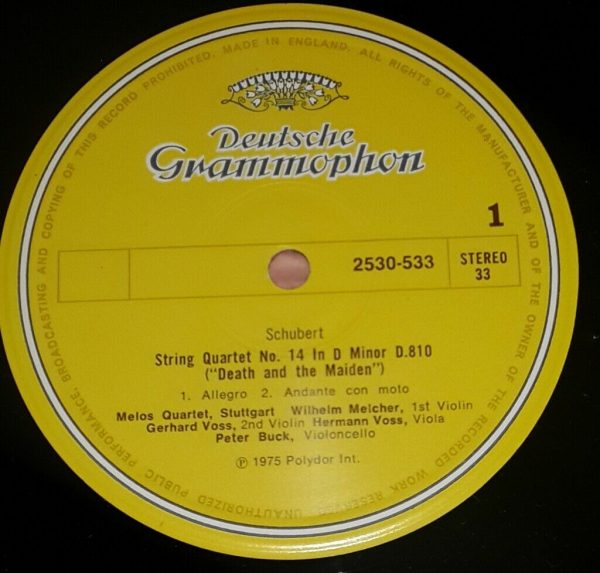 Deutsche
Grammophon
1
2530-533
STEREO
33
Schubert
String Quartet No. 14 In D Minor D.810
("Death and the Maiden")
1. Allegro 2. Andante con moto
Melos Quartet, Stuttgart Wilhelm Melcher, 1st Violin
Gerhard Voss, 2nd Violin Hermann Voss, Viola
Peter Buck, Violoncello
℗ 1975 Polydor Int.
MADE IN ENGLAND. ALL RIGHTS OF THE MANUFACTURER AND OF THE OWNER OF THE RECORDED WORK RESERVED. UNAUTHORIZED PUBLIC PERFORMANCE, BROADCASTING AND COPYING OF THIS RECORD PROHIBITED.